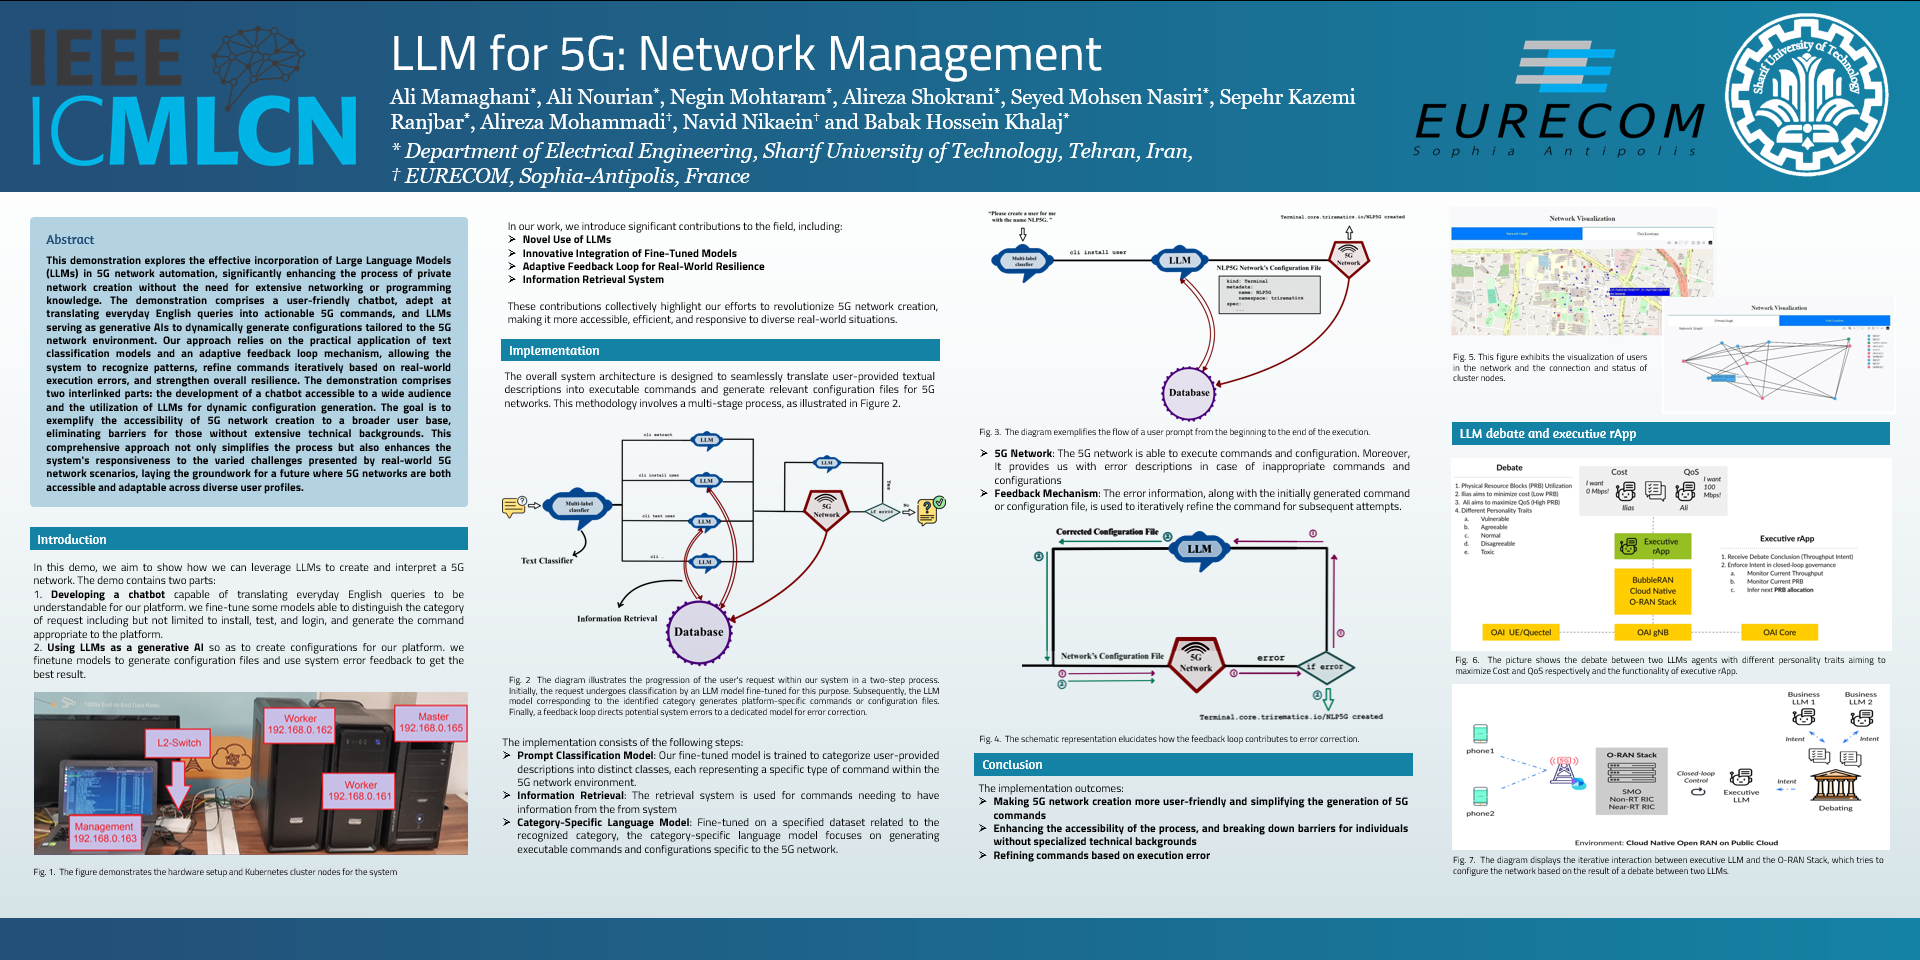 IEEE
ICMLCN
LLM for 5G: Network Management
Ali Mamaghani*, Ali Nourian*, Negin Mohtaram*, Alireza Shokrani*, Seyed Mohsen Nasiri*, Sepehr Kazemi
Ranjbar*, Alireza Mohammadi†, Navid Nikaein† and Babak Hossein Khalaj*
* Department of Electrical Engineering, Sharif University of Technology, Tehran, Iran,
† EURECOM, Sophia-Antipolis, France
EURECOM
Sophia Antipolis
Sharif University of Technology
Abstract
This demonstration explores the effective incorporation of Large Language Models
(LLMs) in 5G network automation, significantly enhancing the process of private
network creation without the need for extensive networking or programming
knowledge. The demonstration comprises a user-friendly chatbot, adept at
translating everyday English queries into actionable 5G commands, and LLMs
serving as generative AIs to dynamically generate configurations tailored to the 5G
network environment. Our approach relies on the practical application of text
classification models and an adaptive feedback loop mechanism, allowing the
system to recognize patterns, refine commands iteratively based on real-world
execution errors, and strengthen overall resilience. The demonstration comprises
two interlinked parts: the development of a chatbot accessible to a wide audience
and the utilization of LLMs for dynamic configuration generation. The goal is to
exemplify the accessibility of 5G network creation to a broader user base,
eliminating barriers for those without extensive technical backgrounds. This
comprehensive approach not only simplifies the process but also enhances the
system's responsiveness to the varied challenges presented by real-world 5G
network scenarios, laying the groundwork for a future where 5G networks are both
accessible and adaptable across diverse user profiles.
Introduction
In this demo, we aim to show how we can leverage LLMs to create and interpret a 5G
network. The demo contains two parts:
1. Developing a chatbot capable of translating everyday English queries to be
understandable for our platform. we fine-tune some models able to distinguish the category
of request including but not limited to install, test, and login, and generate the command
appropriate to the platform.
2. Using LLMs as a generative AI so as to create configurations for our platform. we
finetune models to generate configuration files and use system error feedback to get the
best result.
L2-Switch
Worker
192.168.0.162
Master
192.168.0.165
Worker
192.168.0.161
Management
192.168.0.163
Fig. 1. The figure demonstrates the hardware setup and Kubernetes cluster nodes for the system
In our work, we introduce significant contributions to the field, including:
➢ Novel Use of LLMs
➢ Innovative Integration of Fine-Tuned Models
➢ Adaptive Feedback Loop for Real-World Resilience
➢ Information Retrieval System
These contributions collectively highlight our efforts to revolutionize 5G network creation,
making it more accessible, efficient, and responsive to diverse real-world situations.
Implementation
The overall system architecture is designed to seamlessly translate user-provided textual
descriptions into executable commands and generate relevant configuration files for 5G
networks. This methodology involves a multi-stage process, as illustrated in Figure 2.
cli extract
LLM
cli install user
LLM
cli test user
LLM
cli ..
LLM
Multi-label
classfier
Text Classifier
LLM
5G
Network
Yes
if error
No
Information Retrieval
Database
Fig. 2 The diagram illustrates the progression of the user's request within our system in a two-step process.
Initially, the request undergoes classification by an LLM model fine-tuned for this purpose. Subsequently, the LLM
model corresponding to the identified category generates platform-specific commands or configuration files.
Finally, a feedback loop directs potential system errors to a dedicated model for error correction.
The implementation consists of the following steps:
➢ Prompt Classification Model: Our fine-tuned model is trained to categorize user-provided
descriptions into distinct classes, each representing a specific type of command within the
5G network environment.
➢ Information Retrieval: The retrieval system is used for commands needing to have
information from the from system
➢ Category-Specific Language Model: Fine-tuned on a specified dataset related to the
recognized category, the category-specific language model focuses on generating
executable commands and configurations specific to the 5G network.
"Please create a user for me
with the name NLP5G. "
Terminal.core.trirematics.io/NLP5G created
Multi-label
classfier
cli install user
LLM
5G
Network
NLP5G Network's Configuration File
kind: Terminal
metadata:
name: NLP5G
namespace: trirematics
spec:
....
Database
Fig. 3. The diagram exemplifies the flow of a user prompt from the beginning to the end of the execution.
➢ 5G Network: The 5G network is able to execute commands and configuration. Moreover,
It provides us with error descriptions in case of inappropriate commands and
configurations
➢ Feedback Mechanism: The error information, along with the initially generated command
or configuration file, is used to iteratively refine the command for subsequent attempts.
Corrected Configuration File
LLM
Network's Configuration File
5G
Network
error
if error
Terminal.core.trirematics.io/NLP5G created
Fig. 4. The schematic representation elucidates how the feedback loop contributes to error correction.
Conclusion
The implementation outcomes:
➢ Making 5G network creation more user-friendly and simplifying the generation of 5G
commands
➢ Enhancing the accessibility of the process, and breaking down barriers for individuals
without specialized technical backgrounds
➢ Refining commands based on execution error
Network Visualization
Network Visualization
Fig. 5. This figure exhibits the visualization of users
in the network and the connection and status of
cluster nodes.
LLM debate and executive rApp
Debate
1. Physical Resource Blocks (PRB) Utilization
2. Ilias aims to minimize cost (Low PRB)
3. Ali aims to maximize QoS (High PRB)
4. Different Personality Traits
a. Vulnerable
b. Agreeable
c. Normal
d. Disagreeable
e. Toxic
Cost
QoS
I want
0 Mbps!
I want
100
Mbps!
Ilias
Ali
Executive
rApp
BubbleRAN
Cloud Native
O-RAN Stack
Executive rApp
1. Receive Debate Conclusion (Throughput Intent)
2. Enforce Intent in closed-loop governance
a. Monitor Current Throughput
b. Monitor Current PRB
c. Infer next PRB allocation
OAI UE/Quectel
OAI gNB
OAI Core
Fig. 6. The picture shows the debate between two LLMs agents with different personality traits aiming to
maximize Cost and QoS respectively and the functionality of executive rApp.
Business
LLM 1
Business
LLM 2
Intent
Intent
phone1
phone2
5G
O-RAN Stack
SMO
Non-RT RIC
Near-RT RIC
Closed-loop
Control
Executive
LLM
Intent
Debating
Environment: Cloud Native Open RAN on Public Cloud
Fig. 7. The diagram displays the iterative interaction between executive LLM and the O-RAN Stack, which tries to
configure the network based on the result of a debate between two LLMs.